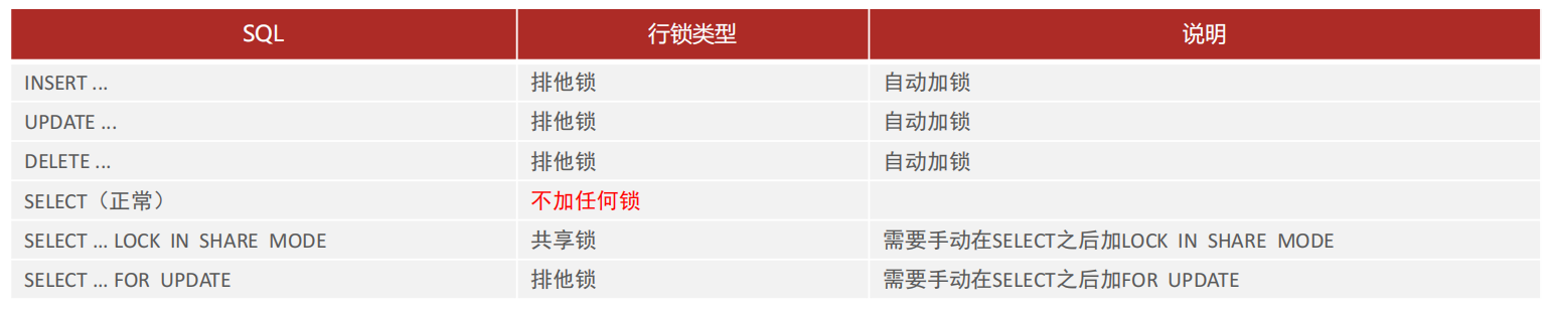 SQL 行锁类型 说明
INSERT ... 排他锁 自动加锁
UPDATE ... 排他锁 自动加锁
DELETE ... 排他锁 自动加锁
SELECT（正常） 不加任何锁
SELECT ... LOCK IN SHARE MODE 共享锁 需要手动在SELECT之后加LOCK IN SHARE MODE
SELECT ... FOR UPDATE 排他锁 需要手动在SELECT之后加FOR UPDATE